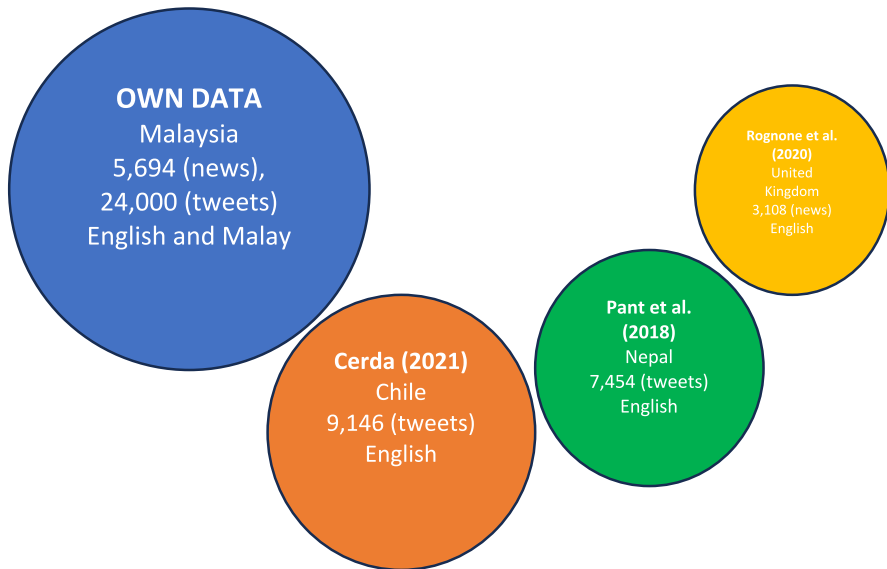 OWN DATA
Malaysia
5,694 (news),
24,000 (tweets)
English and Malay
Cerda (2021)
Chile
9,146 (tweets)
English
Pant et al.
(2018)
Nepal
7,454 (tweets)
English
Rognone et al.
(2020)
United
Kingdom
3,108 (news)
English